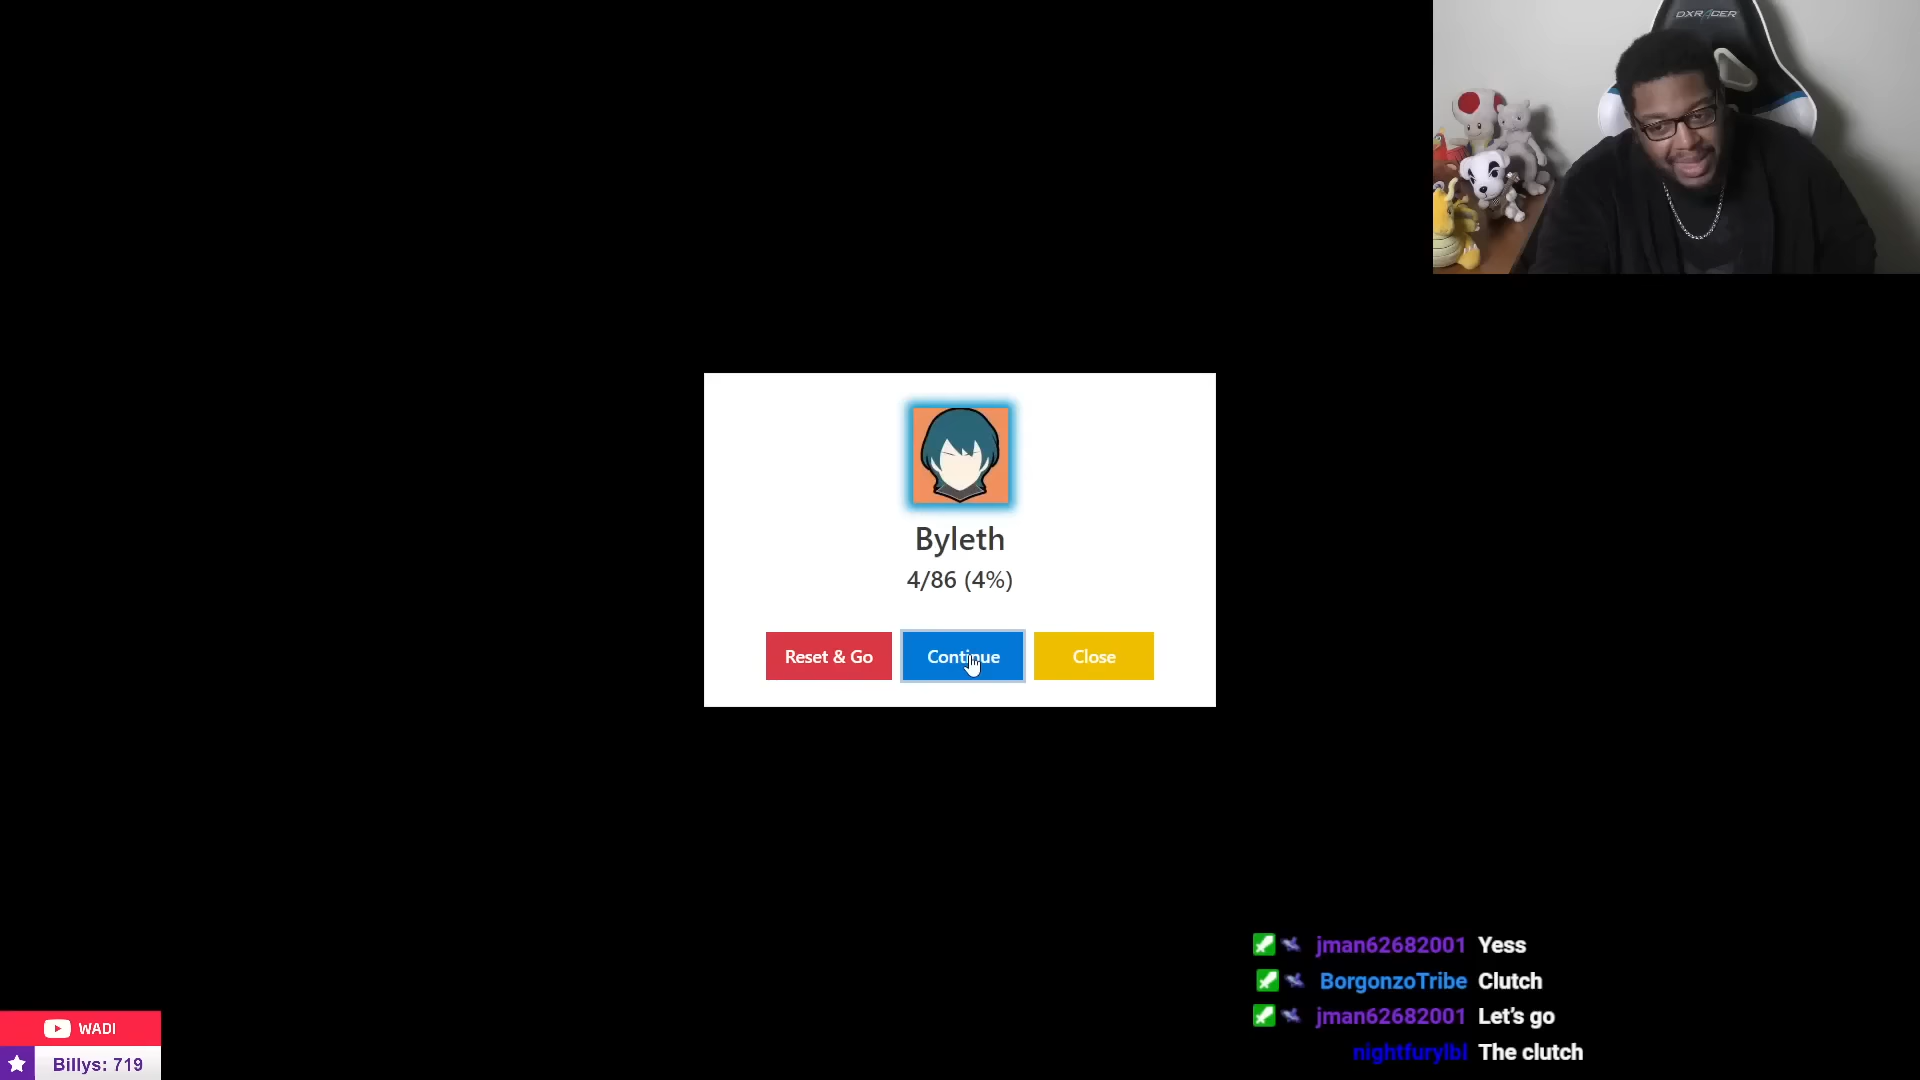 DXRACER
Byleth
4/86 (4%)
Reset & Go
Continue
Close
jman62682001 Yess
BorgonzoTribe Clutch
jman62682001 Let's go
nightfurylbl The clutch
WADI
Billys: 719